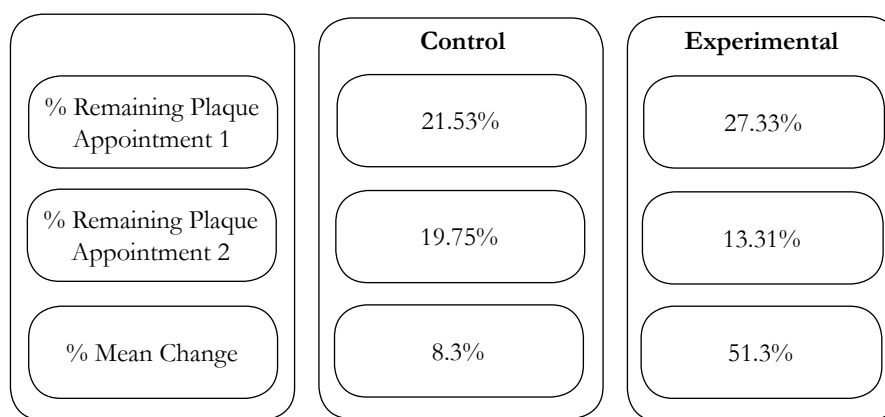 Control
Experimental
% Remaining Plaque
Appointment 1
21.53%
27.33%
% Remaining Plaque
Appointment 2
19.75%
13.31%
% Mean Change
8.3%
51.3%